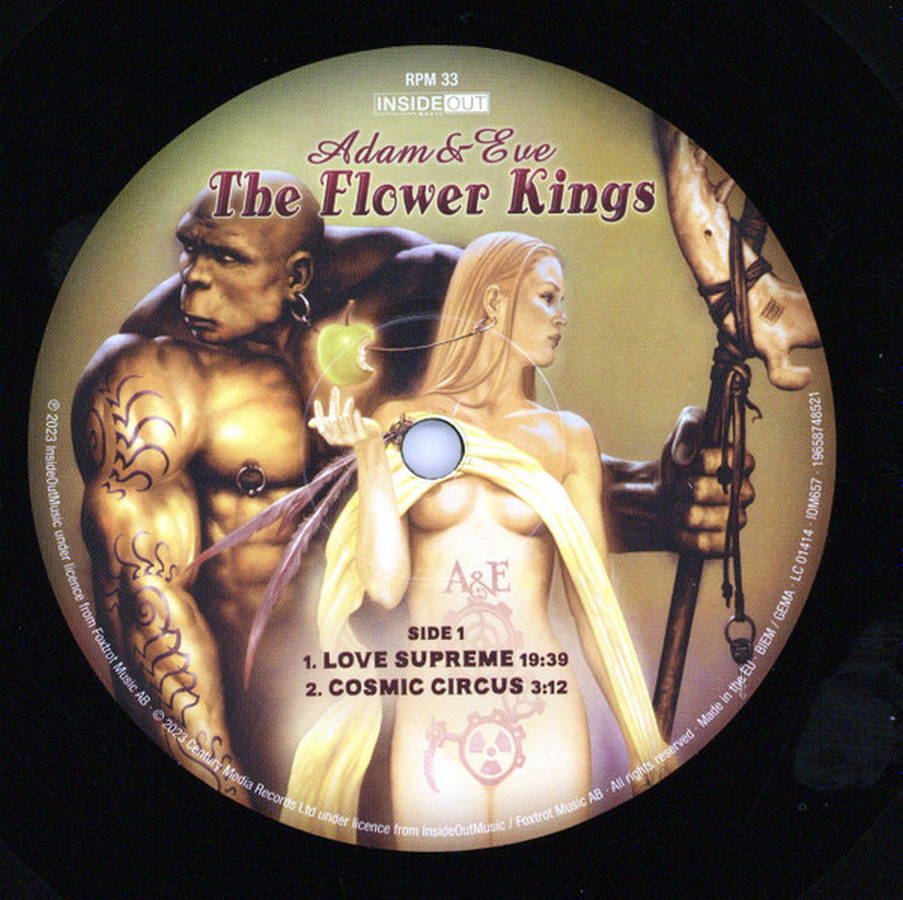 RPM 33
INSIDEOUT
MUSIC
Adam & Eve
The Flower Kings
A&E
SIDE 1
1. LOVE SUPREME 19:39
2. COSMIC CIRCUS 3:12
℗ 2023 InsideOutMusic under licence from Foxtrot Music AB · © 2023 Century Media Records Ltd under licence from InsideOutMusic / Foxtrot Music AB · All rights reserved · Made in the EU · BIEM / GEMA · LC 01414 · IOM657 · 19658748521